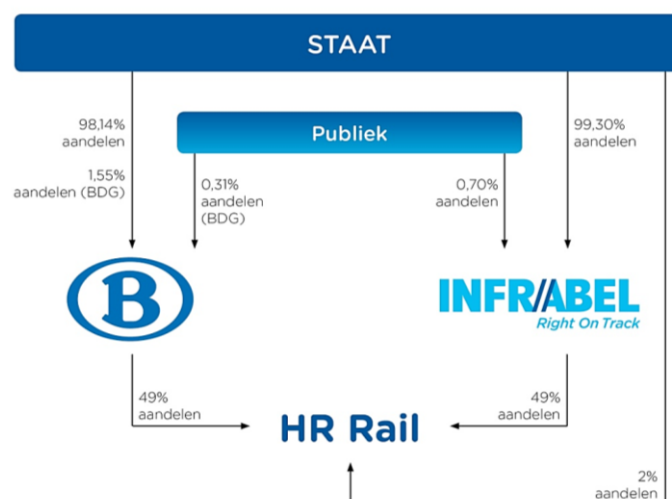 STAAT
98,14%
aandelen
1,55%
aandelen (BDG)
Publiek
99,30%
aandelen
0,31%
aandelen
(BDG)
0,70%
aandelen
B
INFRABEL
Right On Track
49%
aandelen
49%
aandelen
HR Rail
2%
aandelen